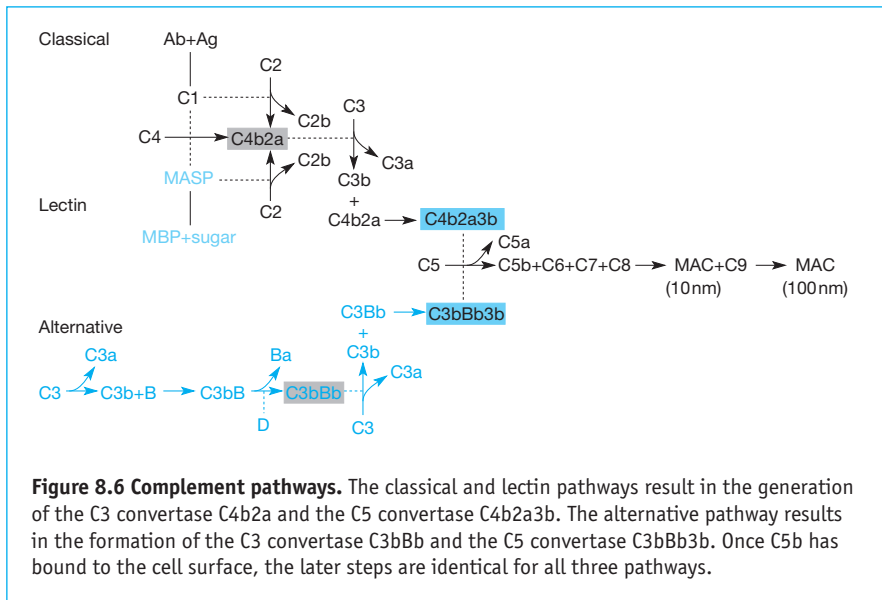 Classical
Ab+Ag
C2
C1
C3
C2b
C4
C4b2a
C2b
C3a
MASP
C3b
+
Lectin
C2
C4b2a
C4b2a3b
MBP+sugar
C5a
C5
C5b+C6+C7+C8
MAC+C9
MAC
(10nm)
(100nm)
C3Bb
C3bBb3b
Alternative
+
C3a
Ba
C3b
C3a
C3
C3b+B
C3bB
C3bBb
D
C3
Figure 8.6 Complement pathways. The classical and lectin pathways result in the generation
of the C3 convertase C4b2a and the C5 convertase C4b2a3b. The alternative pathway results
in the formation of the C3 convertase C3bBb and the C5 convertase C3bBb3b. Once C5b has
bound to the cell surface, the later steps are identical for all three pathways.